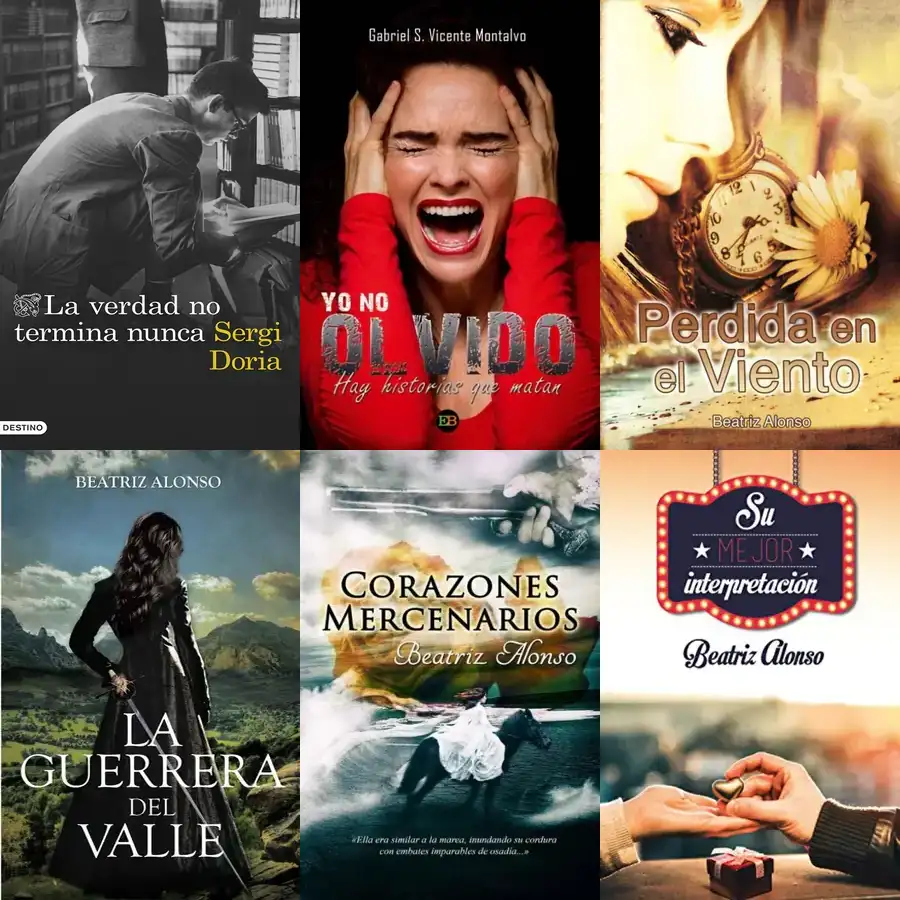 La verdad no
termina nunca Sergi
Doria
DESTINO
Gabriel S. Vicente Montalvo
YO NO
OLVIDO
Hay historias que matan
EB
Perdida en
el Viento
Beatriz Alonso
BEATRIZ ALONSO
LA
GUERRERA
DEL
VALLE
CORAZONES
MERCENARIOS
Beatriz Alonso
«Ella era similar a la marea, inundando su cordura
con embates imparables de osadía...»
Su
MEJOR
interpretación
Beatriz Alonso